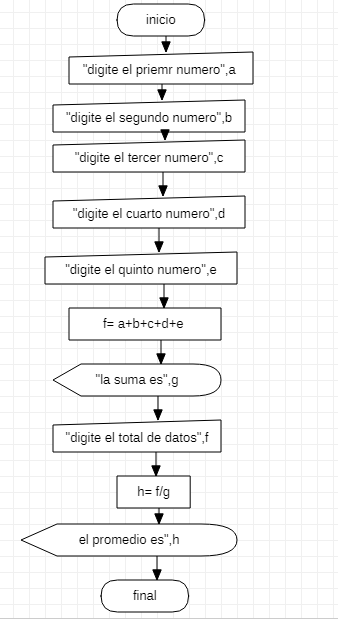 inicio
"digite el priemr numero",a
"digite el segundo numero",b
"digite el tercer numero",c
"digite el cuarto numero",d
"digite el quinto numero",e
f= a+b+c+d+e
"la suma es",g
"digite el total de datos",f
h= f/g
el promedio es",h
final